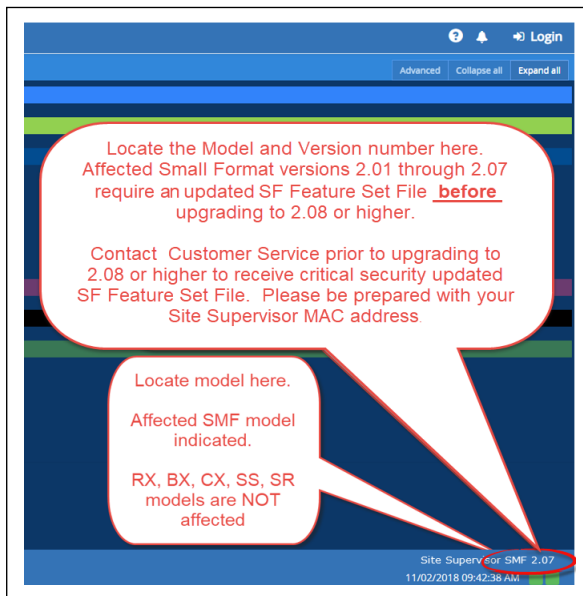 Login
Advanced Collapse all Expand all
Locate the Model and Version number here.
Affected Small Format versions 2.01 through 2.07
require an updated SF Feature Set File before
upgrading to 2.08 or higher.
Contact Customer Service prior to upgrading to
2.08 or higher to receive critical security updated
SF Feature Set File. Please be prepared with your
Site Supervisor MAC address
Locate model here.
Affected SMF model
indicated.
RX, BX, CX, SS, SR
models are NOT
affected
Site Supervisor SMF 2.07
11/02/2018 09:42:38 AM